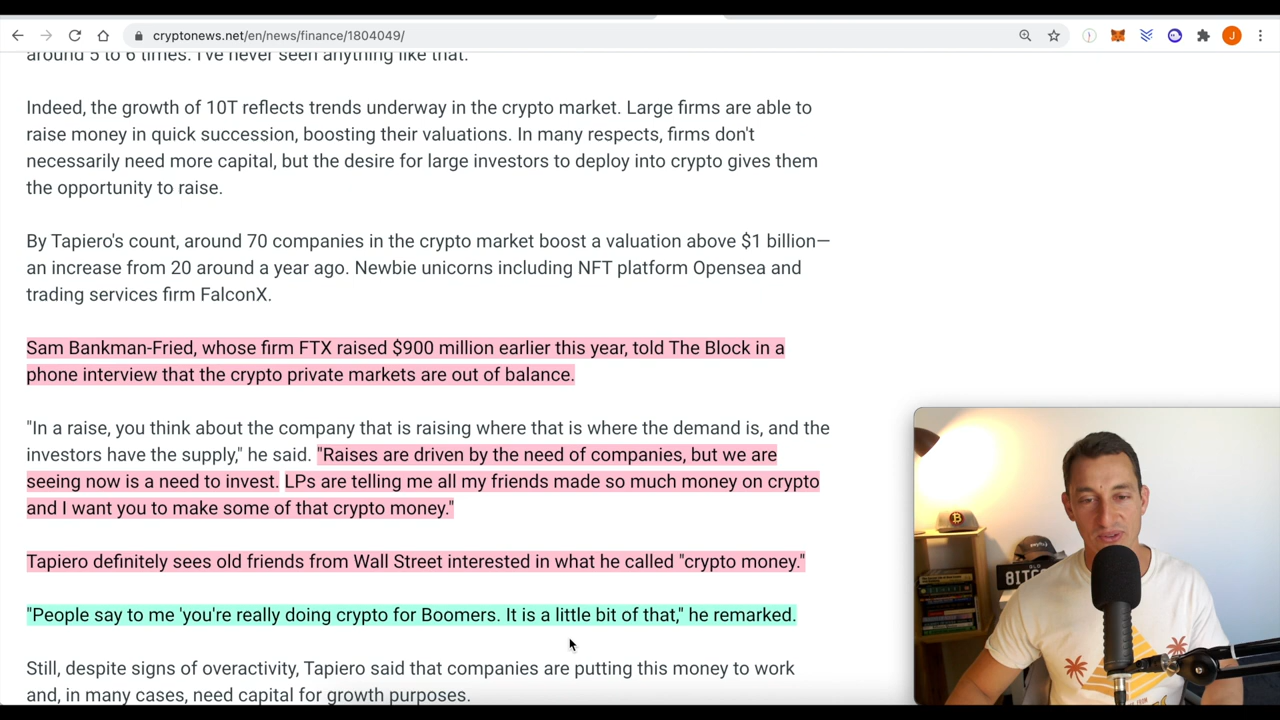 cryptonews.net/en/news/finance/1804049/
J
around 5 to 6 times. I've never seen anything like that.
Indeed, the growth of 10T reflects trends underway in the crypto market. Large firms are able to
raise money in quick succession, boosting their valuations. In many respects, firms don't
necessarily need more capital, but the desire for large investors to deploy into crypto gives them
the opportunity to raise.
By Tapiero's count, around 70 companies in the crypto market boost a valuation above $1 billion—
an increase from 20 around a year ago. Newbie unicorns including NFT platform Opensea and
trading services firm FalconX.
Sam Bankman-Fried, whose firm FTX raised $900 million earlier this year, told The Block in a
phone interview that the crypto private markets are out of balance.
"In a raise, you think about the company that is raising where that is where the demand is, and the
investors have the supply," he said. "Raises are driven by the need of companies, but we are
seeing now is a need to invest. LPs are telling me all my friends made so much money on crypto
and I want you to make some of that crypto money."
Tapiero definitely sees old friends from Wall Street interested in what he called "crypto money."
"People say to me 'you're really doing crypto for Boomers. It is a little bit of that," he remarked.
Still, despite signs of overactivity, Tapiero said that companies are putting this money to work
and, in many cases, need capital for growth purposes.